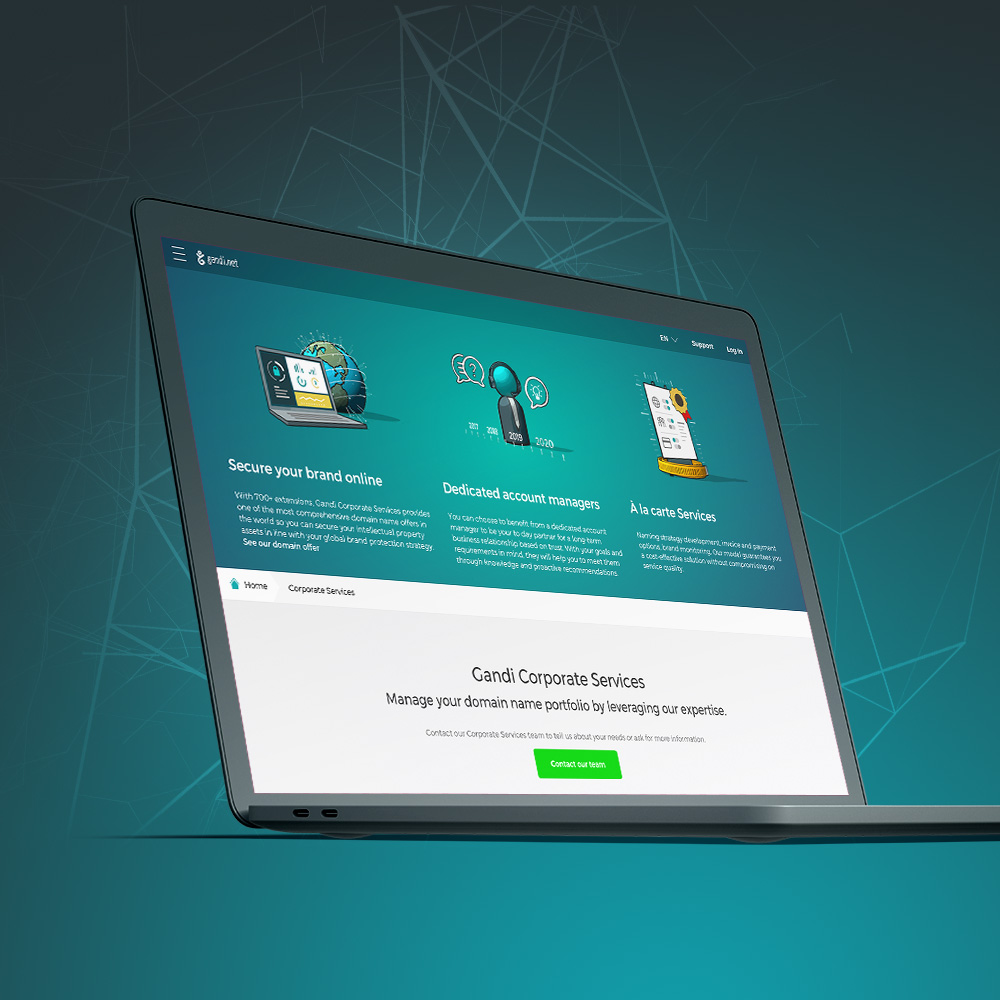 gandi.net
EN
Support
Log in
2017
2018
2019
2020
Secure your brand online
With 700+ extensions, Gandi Corporate Services provides
one of the most comprehensive domain name offers in
the world so you can secure your intellectual property
assets in line with your global brand protection strategy.
See our domain offer
Dedicated account managers
You can choose to benefit from a dedicated account
manager to be your to day partner for a long term
business relationship based on trust. With your goals and
requirements in mind, they will help you to meet them
through knowledge and proactive recommendations.
À la carte Services
Naming strategy development, invoice and payment
options, brand monitoring. Our model guarantees you
a cost-effective solution without compromising on
service quality.
Home
Corporate Services
Gandi Corporate Services
Manage your domain name portfolio by leveraging our expertise.
Contact our Corporate Services team to tell us about your needs or ask for more information.
Contact our team